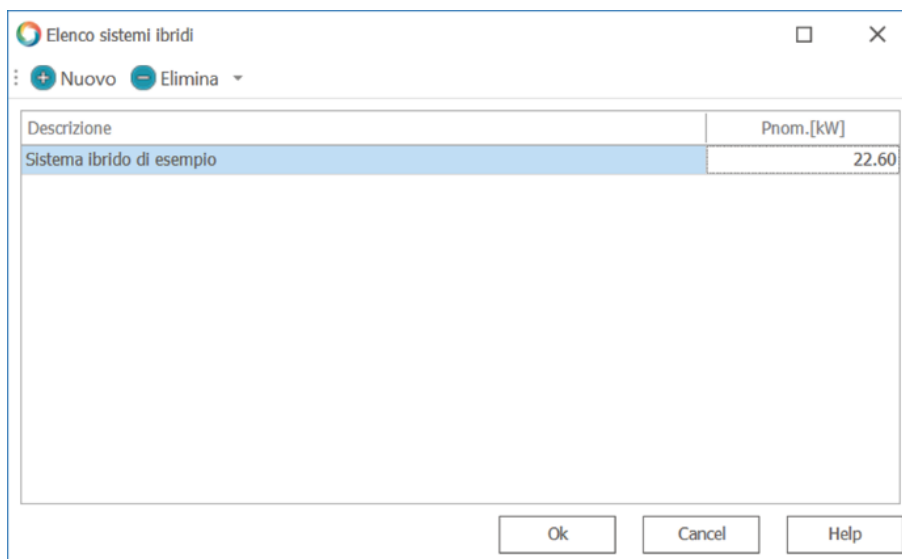 Elenco sistemi ibridi
Nuovo Elimina
Descrizione Pnom.[kW]
Sistema ibrido di esempio 22.60
Ok Cancel Help